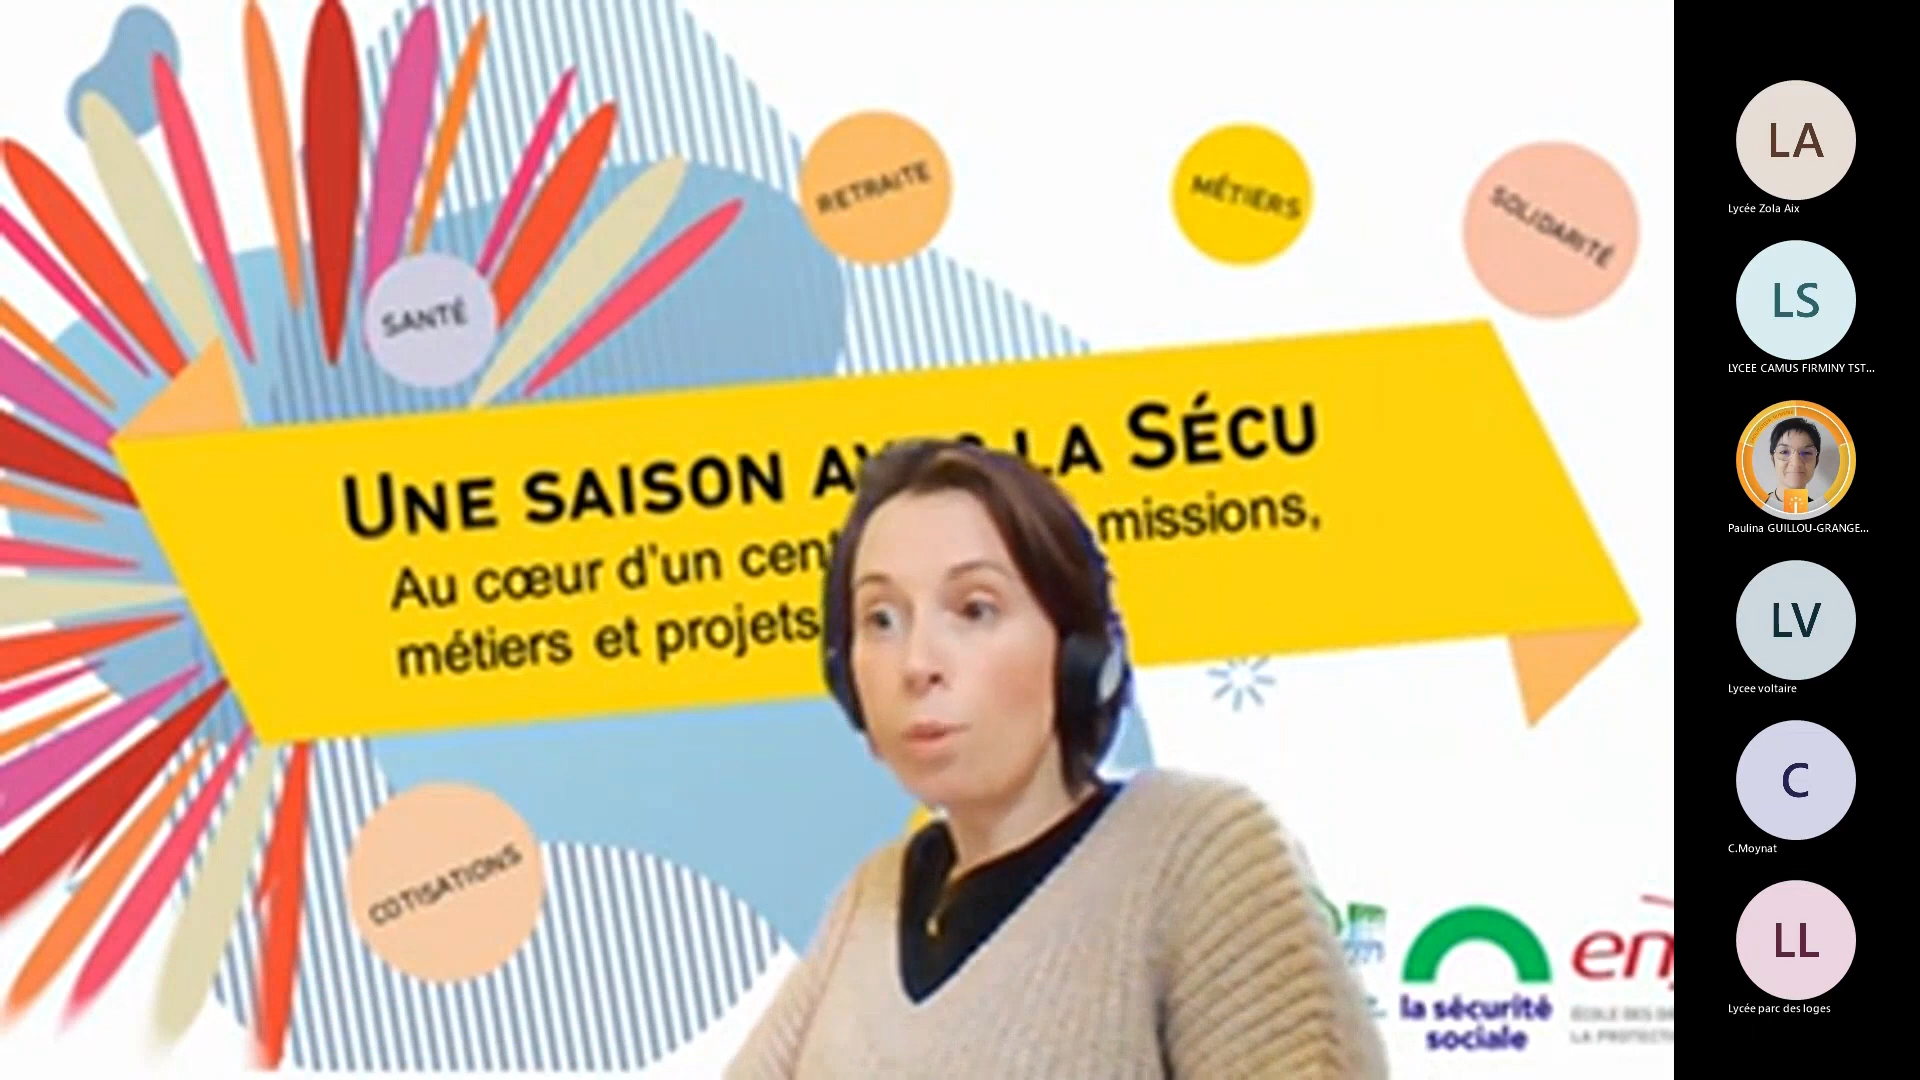 RETRAITE
MÉTIERS
SOLIDARITÉ
SANTÉ
UNE SAISON LA SÉCU
Au cœur d'un missions,
métiers et projets
COTISATIONS
la sécurité
sociale
LA
Lycée Zola Aix
LS
LYCEE CAMUS FIRMINY TST...
Paulina GUILLOU-GRANGE...
LV
Lycee voltaire
C
C.Moynat
LL
Lycée parc des loges